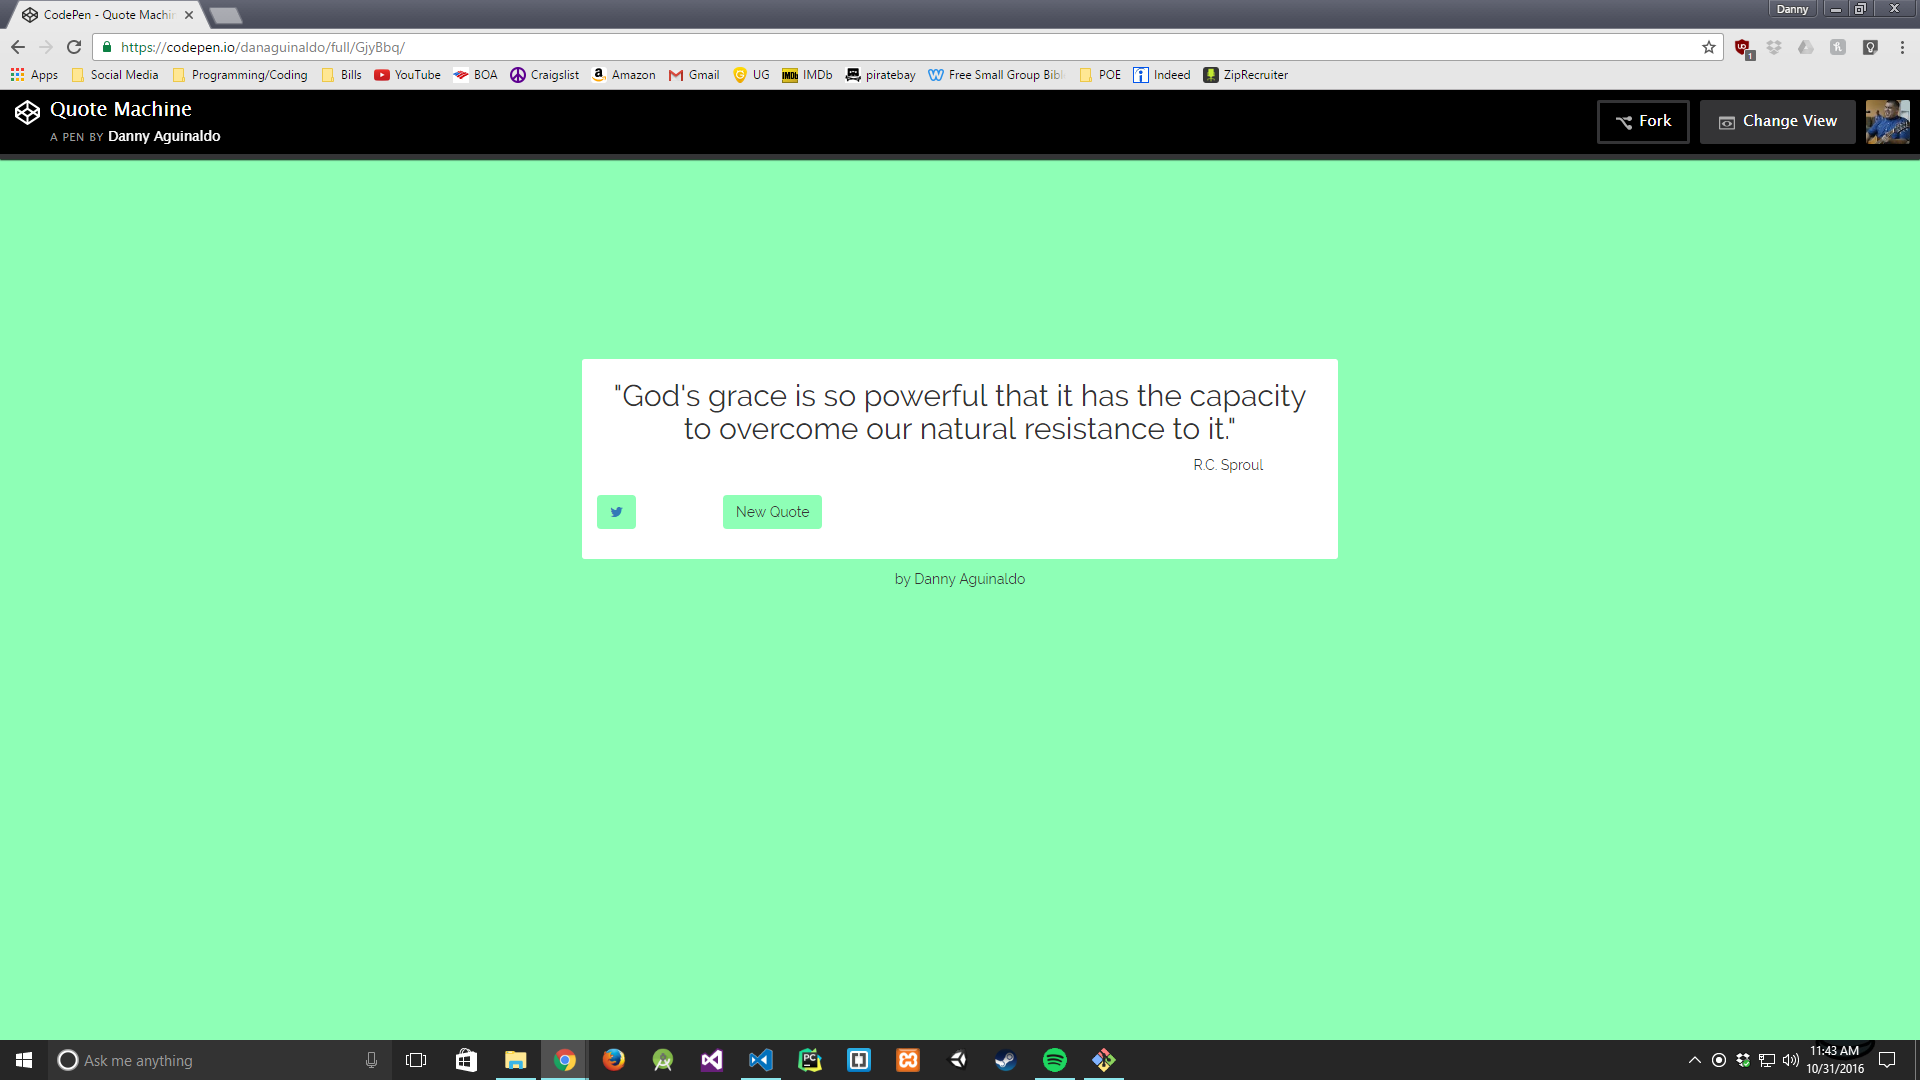 CodePen - Quote Machin
Danny
https://codepen.io/danaguinaldo/full/GjyBbq/
1
Apps Social Media Programming/Coding Bills YouTube BOA Craigslist Amazon Gmail UG IMDb piratebay Free Small Group Bibl POE Indeed ZipRecruiter
Quote Machine
A PEN BY Danny Aguinaldo
Fork
Change View
"God's grace is so powerful that it has the capacity
to overcome our natural resistance to it."
R.C. Sproul
New Quote
by Danny Aguinaldo
Ask me anything
11:43 AM
10/31/2016